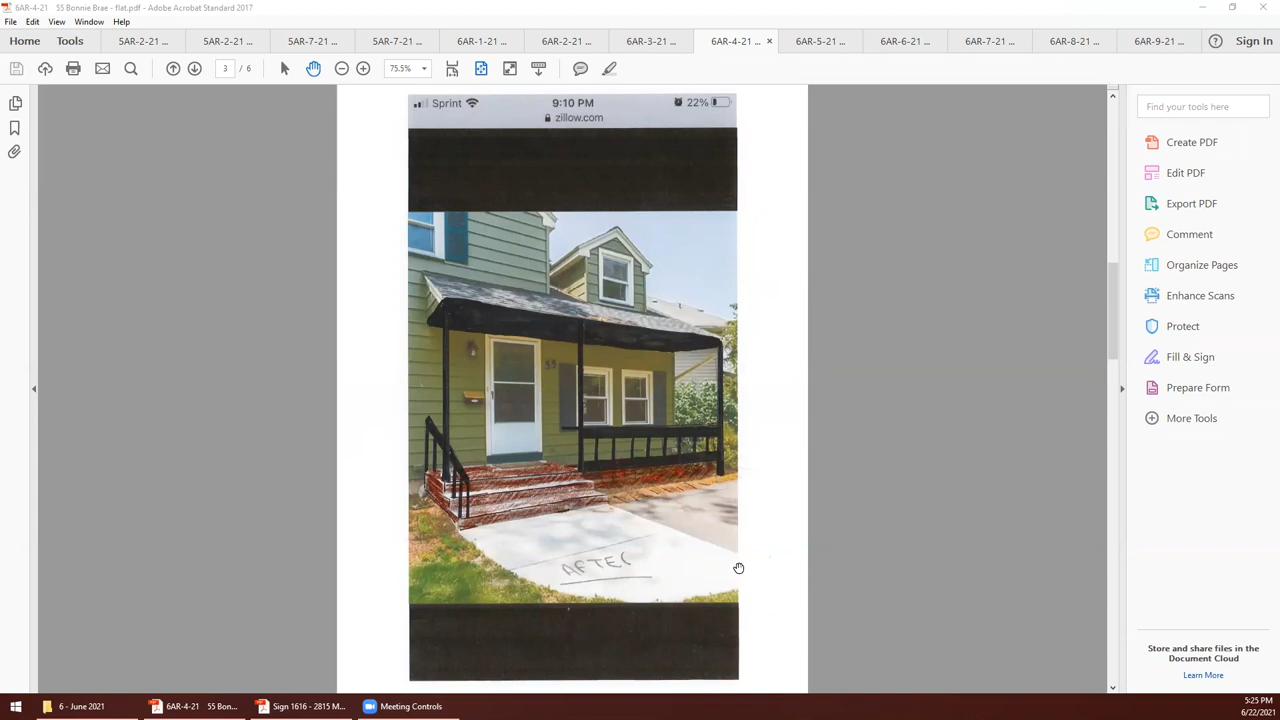 6AR-4-21 55 Bonnie Brae - flat.pdf - Adobe Acrobat Standard 2017
File Edit View Window Help
Home Tools 5AR-2-21 ... 5AR-2-21 ... 5AR-7-21 ... 5AR-7-21 ... 6AR-1-21 ... 6AR-2-21 ... 6AR-3-21 ... 6AR-4-21 ... × 6AR-5-21 ... 6AR-6-21 ... 6AR-7-21 ... 6AR-8-21 ... 6AR-9-21 ... Sign In
3 / 6 75.5%
Sprint 9:10 PM 22%
zillow.com
55
AFTER
Find your tools here
Create PDF
Edit PDF
Export PDF
Comment
Organize Pages
Enhance Scans
Protect
Fill & Sign
Prepare Form
More Tools
Store and share files in the
Document Cloud
Learn More
6 - June 2021 6AR-4-21 55 Bon... Sign 1616 - 2815 M... Meeting Controls 5:25 PM
6/22/2021